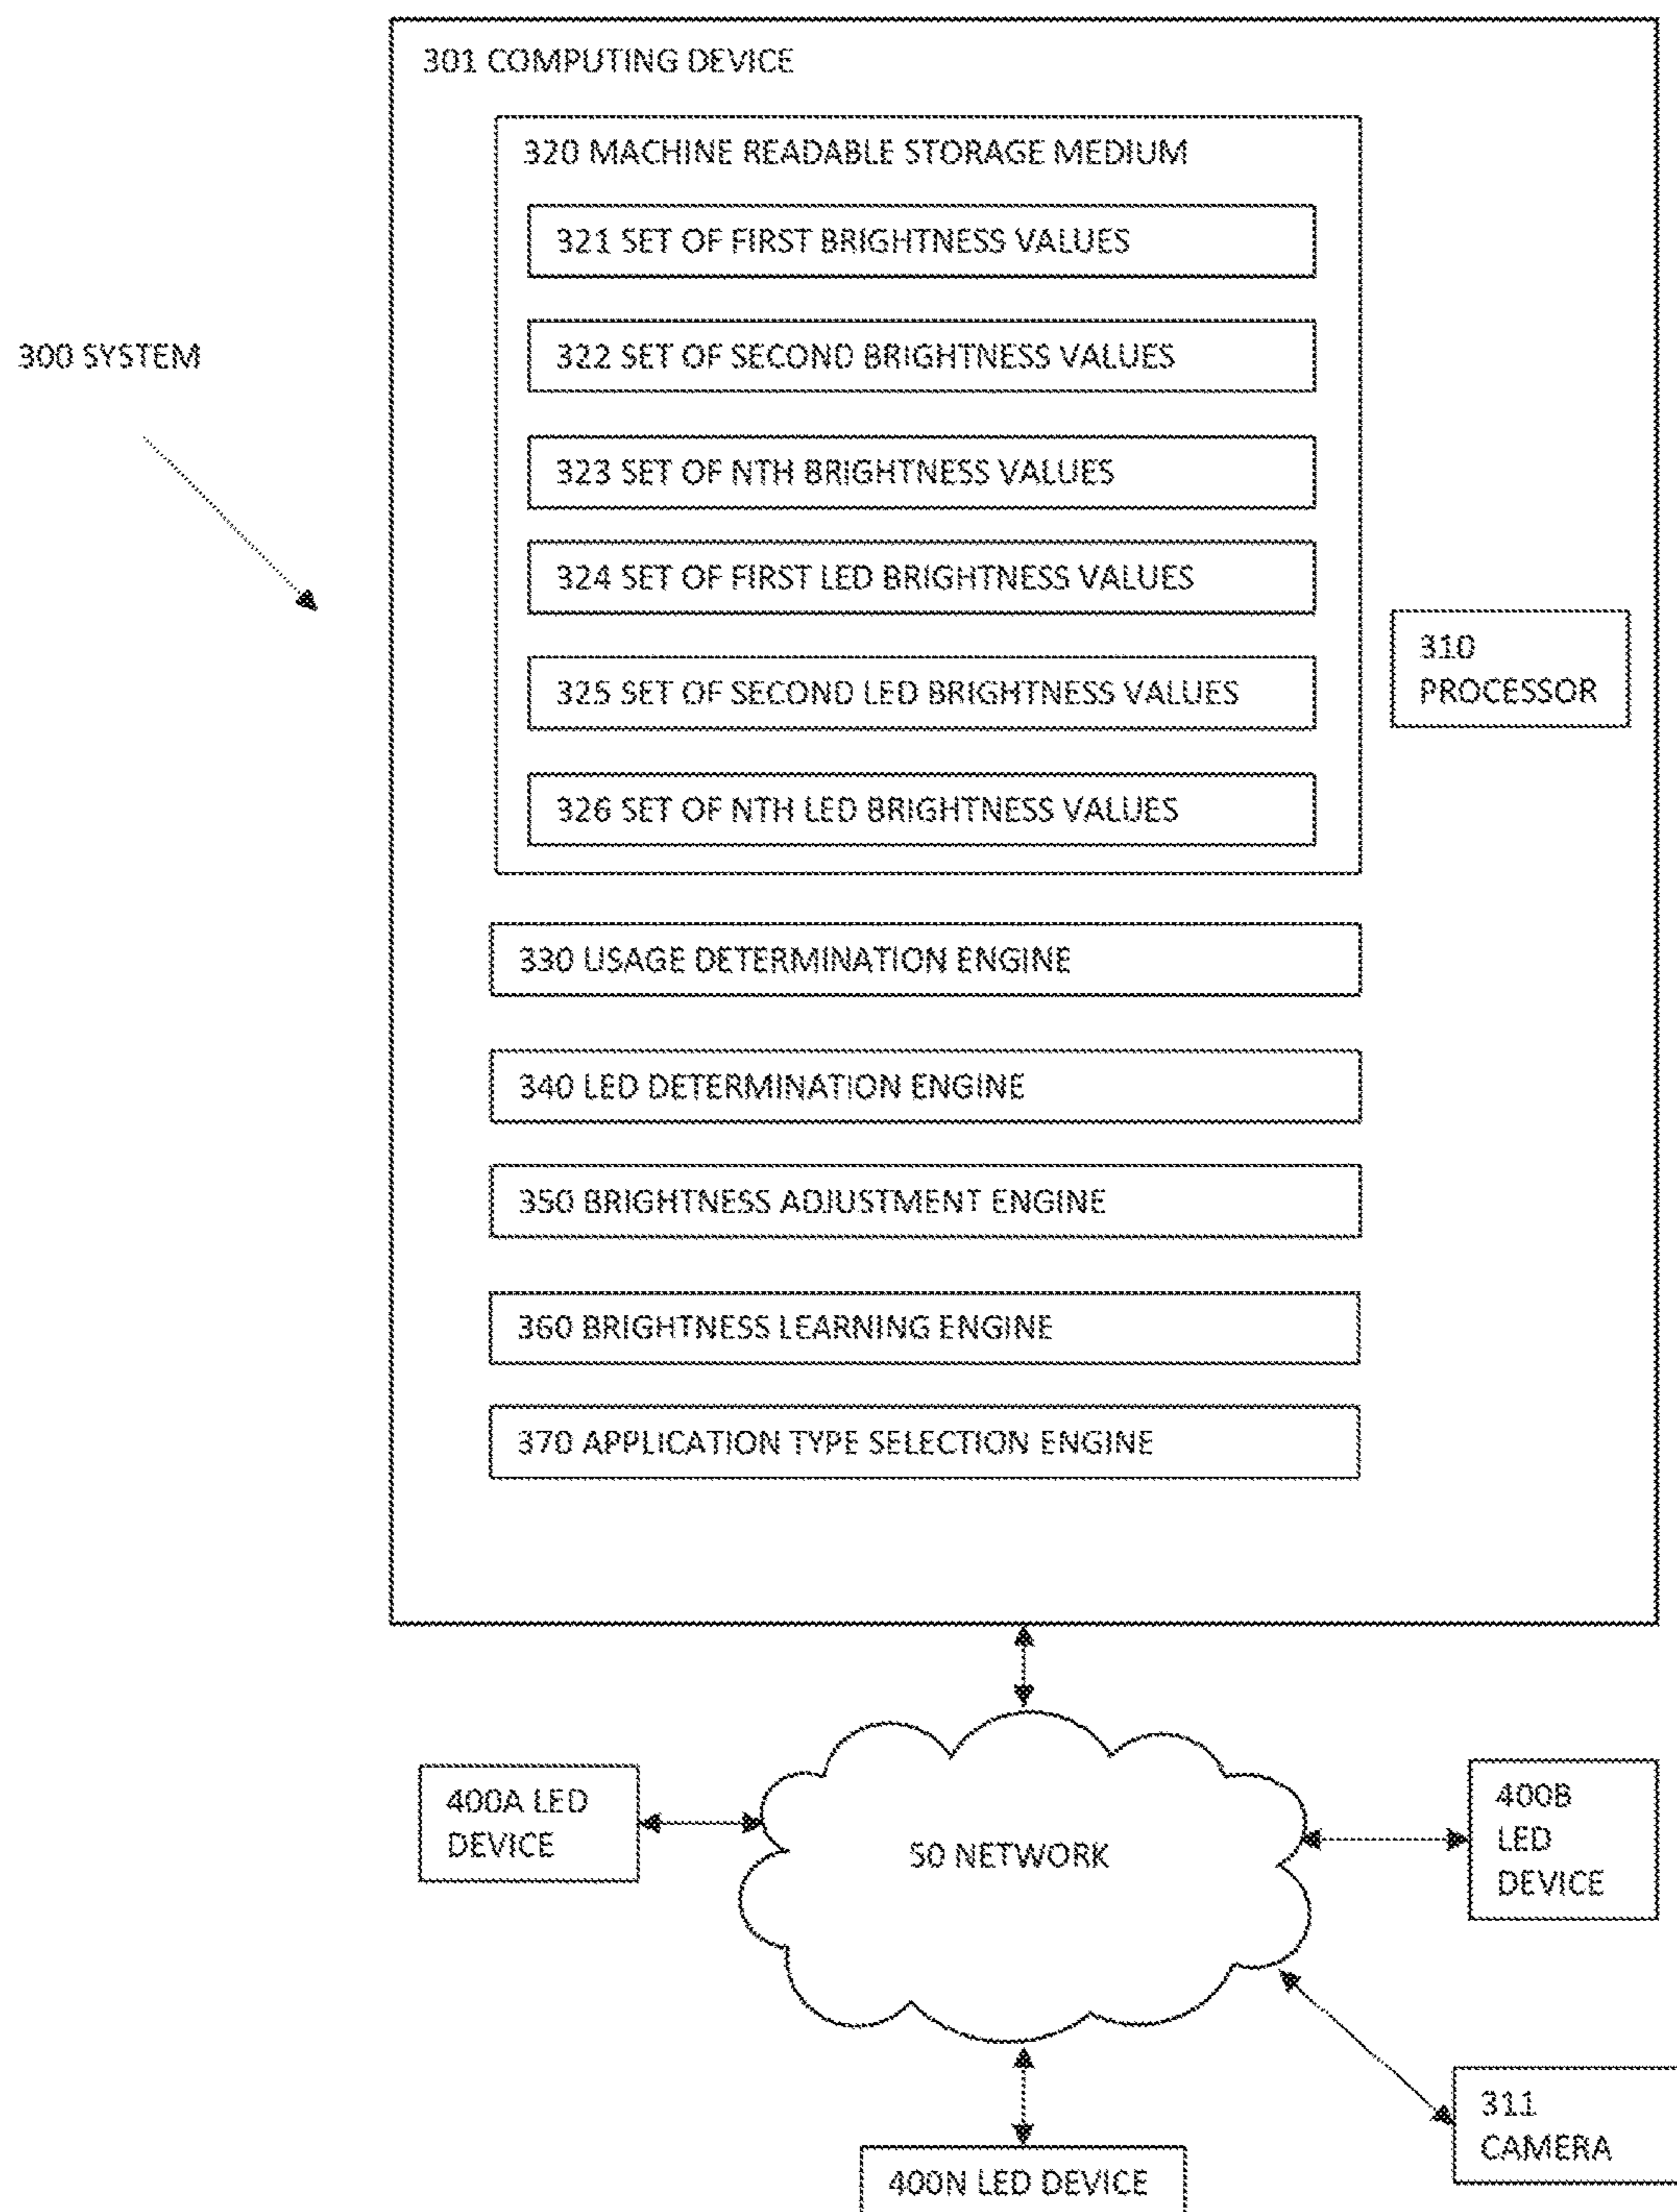 301 COMPUTING DEVICE
320 MACHINE READABLE STORAGE MEDIUM
321 SET OF FIRST BRIGHTNESS VALUES
300 SYSTEM
322 SET OF SECOND BRIGHTNESS VALUES
323 SET OF NTH BRIGHTNESS VALUES
324 SET OF FIRST LED BRIGHTNESS VALUES
310
PROCESSOR
325 SET OF SECOND LED BRIGHTNESS VALUES
326 SET OF NTH LED BRIGHTNESS VALUES
330 USAGE DETERMINATION ENGINE
340 LED DETERMINATION ENGINE
350 BRIGHTNESS ADJUSTMENT ENGINE
360 BRIGHTNESS LEARNING ENGINE
370 APPLICATION TYPE SELECTION ENGINE
400A LED
DEVICE
50 NETWORK
400B
LED
DEVICE
311
CAMERA
400N LED DEVICE